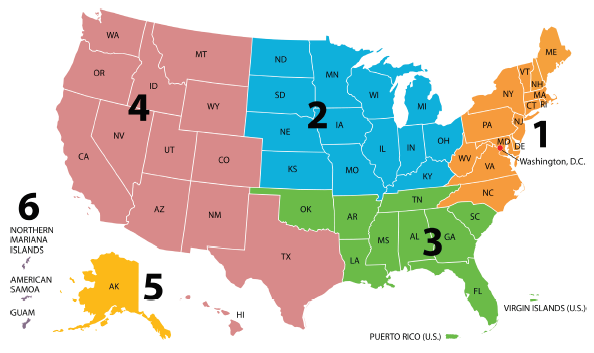 WA
OR
CA
NV
ID
MT
WY
UT
CO
AZ
NM
TX
4
ND
SD
NE
KS
MN
IA
MO
WI
IL
IN
MI
OH
KY
2
OK
AR
LA
MS
AL
GA
TN
SC
FL
3
ME
VT
NH
MA
RI
CT
NY
NJ
PA
DE
MD
WV
VA
NC
1
Washington, D.C.
6
NORTHERN
MARIANA
ISLANDS
AMERICAN
SAMOA
GUAM
AK
5
HI
VIRGIN ISLANDS (U.S.)
PUERTO RICO (U.S.)